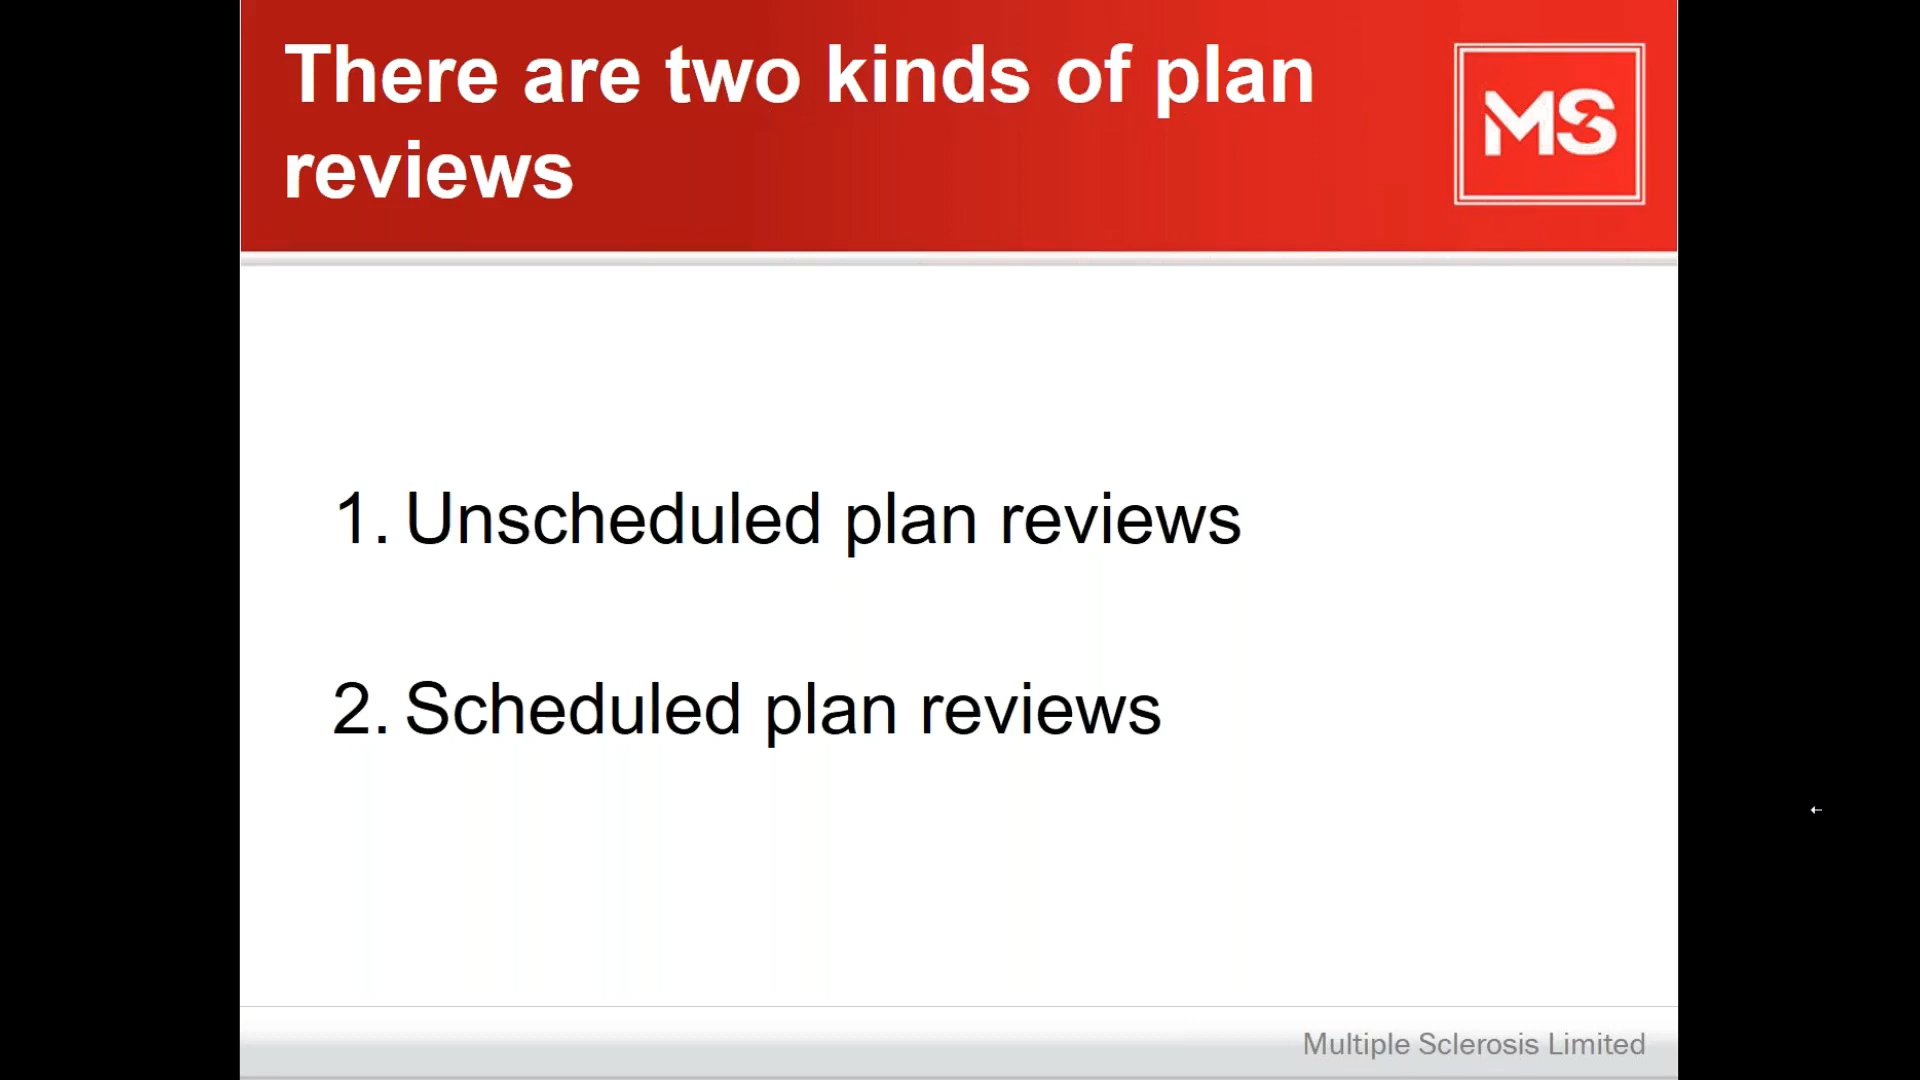 There are two kinds of plan
reviews
MS
1. Unscheduled plan reviews
2. Scheduled plan reviews
Multiple Sclerosis Limited